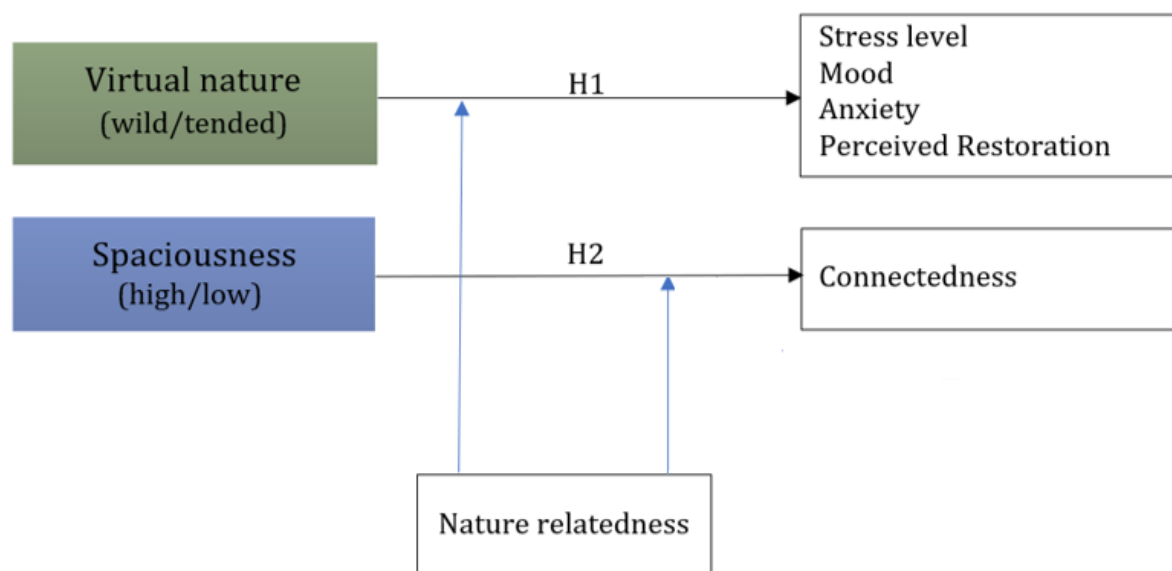 Virtual nature
(wild/tended)
H1
Stress level
Mood
Anxiety
Perceived Restoration
Spaciousness
(high/low)
H2
Connectedness
Nature relatedness